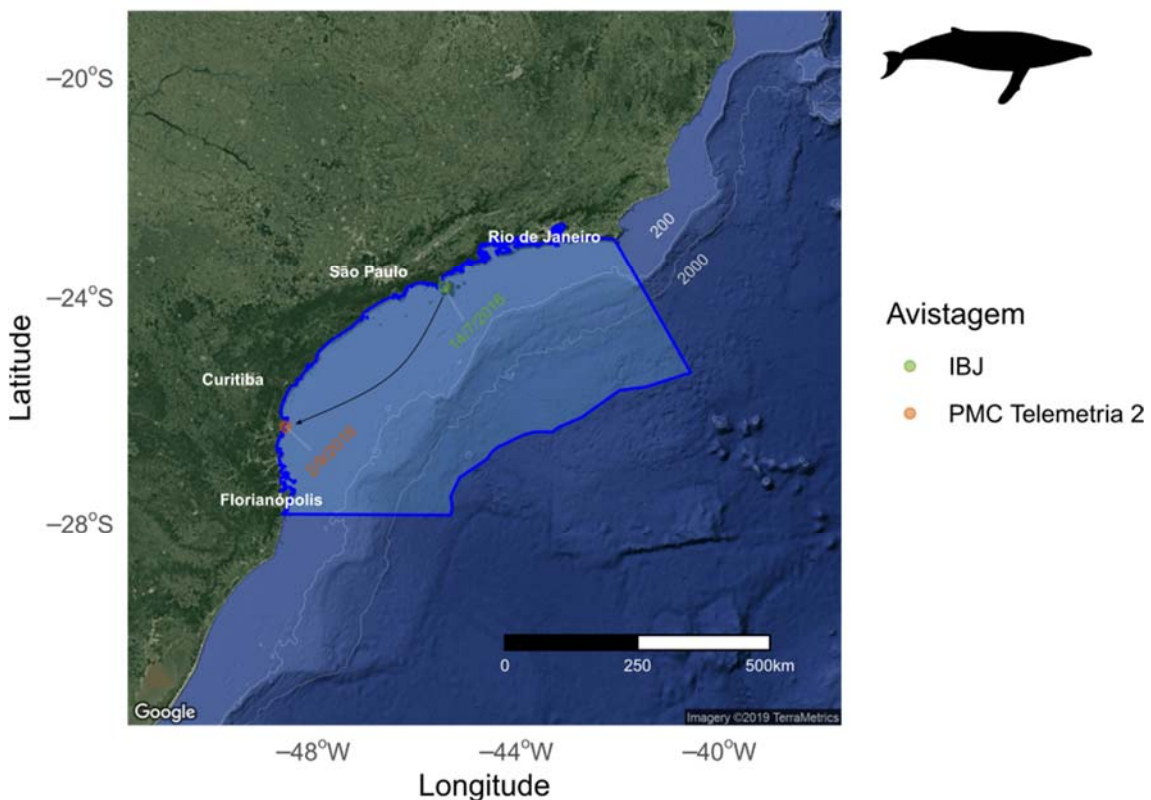 −20°S
−24°S
−28°S
Latitude
Rio de Janeiro
São Paulo
Curitiba
Florianópolis
200
2000
14/7/2016
0
250
500km
Google
Imagery ©2019 TerraMetrics
−48°W
−44°W
−40°W
Longitude
Avistagem
IBJ
PMC Telemetria 2